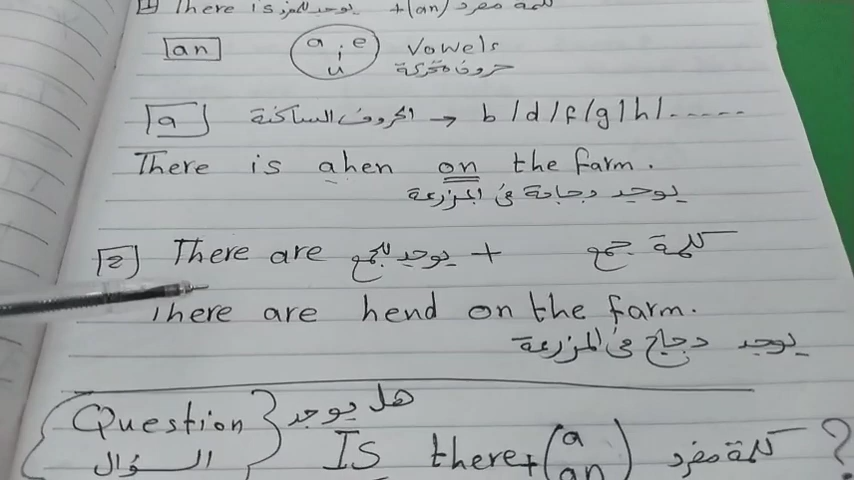 1 There is يوجد للمفرد +(an) كلمة مفرد
an a e i u Vowels
حروف متحركة
a الحروف الساكنة → b/d/f/g/h/-----
There is ahen on the farm.
يوجد دجاجة في المزرعة
2 There are يوجد للجمع + كلمة جمع
There are hend on the farm.
يوجد دجاج في المزرعة
Question هل يوجد
السؤال Is there+(a an) كلمة مفرد ?